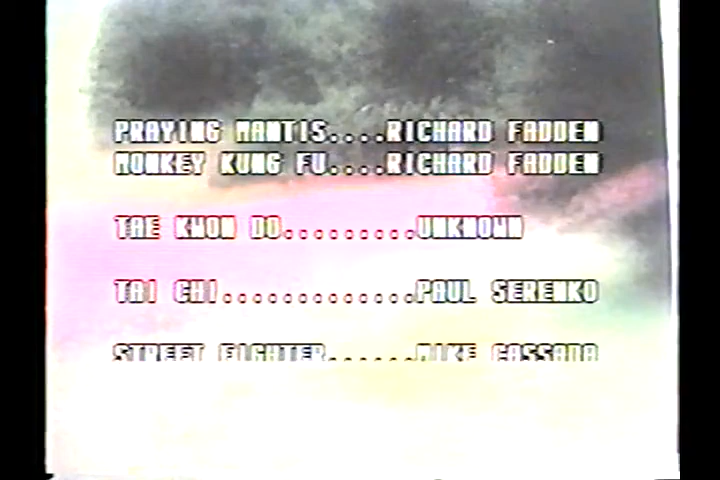 PRAYING MANTIS....RICHARD FADDEN
MONKEY KUNG FU....RICHARD FADDEN
TAE KWON DO.........UNKNOWN
TAI CHI.............PAUL SERENKO
STREET FIGHTER......MIKE CASSADA